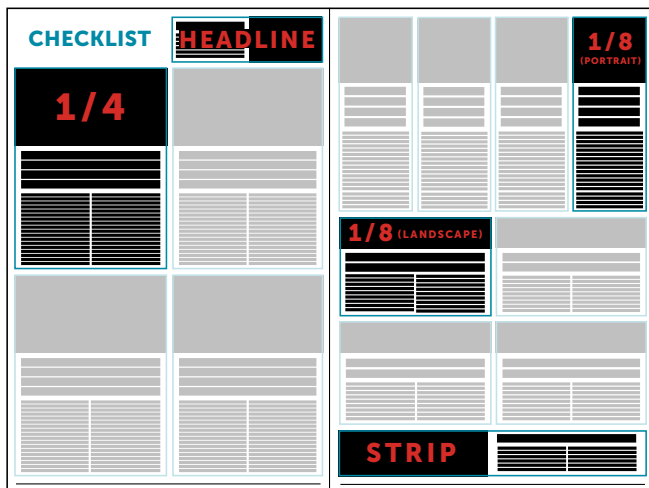 CHECKLIST
HEADLINE
1/4
1/8
(PORTRAIT)
1/8 (LANDSCAPE)
STRIP